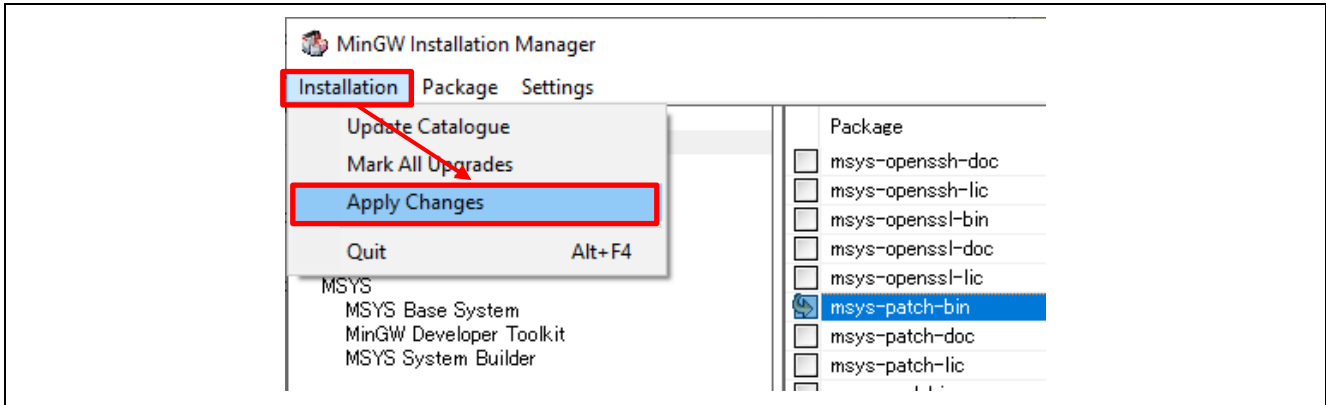 MinGW Installation Manager
Installation Package Settings
Update Catalogue
Mark All Upgrades
Apply Changes
Quit Alt+F4
MSYS
MSYS Base System
MinGW Developer Toolkit
MSYS System Builder
Package
msys-openssh-doc
msys-openssh-lic
msys-openssl-bin
msys-openssl-doc
msys-openssl-lic
msys-patch-bin
msys-patch-doc
msys-patch-lic